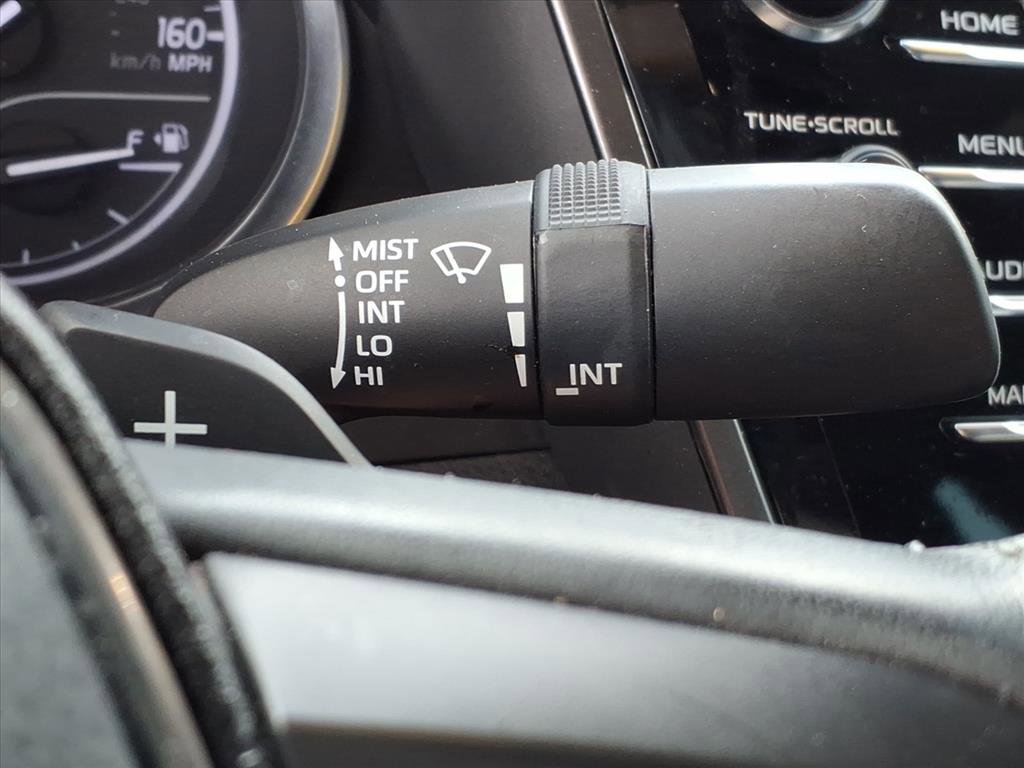 160
km/h MPH
F
HOME
TUNE•SCROLL
MENU
MIST
OFF
INT
LO
HI
INT